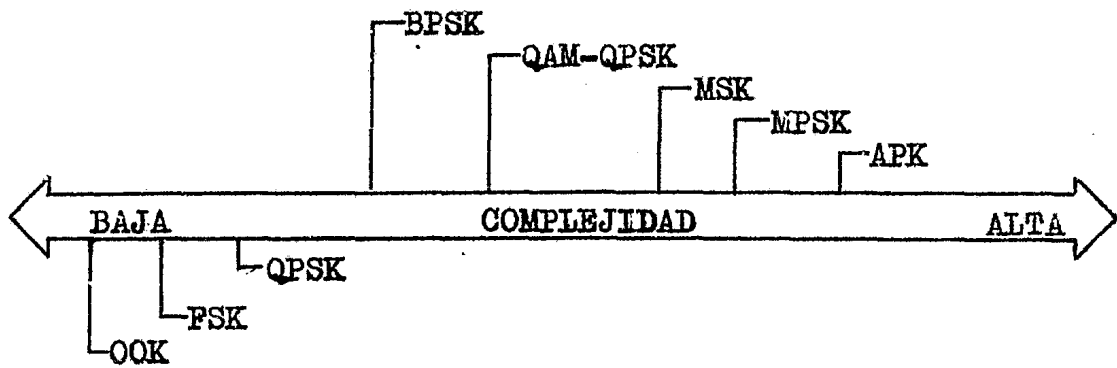 BPSK
QAM-QPSK
MSK
MPSK
APK
BAJA COMPLEJIDAD ALTA
QPSK
FSK
OOK